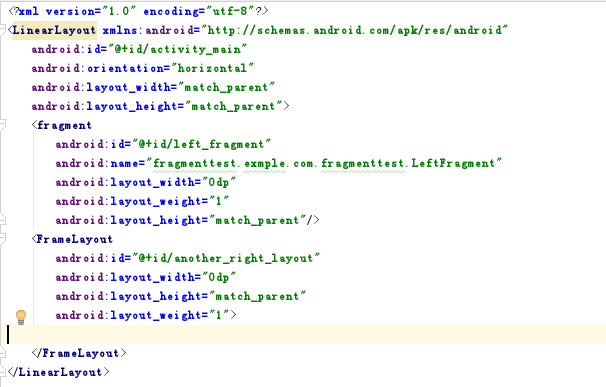 <?xml version="1.0" encoding="utf-8"?>
<LinearLayout xmlns:android="http://schemas.android.com/apk/res/android"
android:id="@+id/activity_main"
android:orientation="horizontal"
android:layout_width="match_parent"
android:layout_height="match_parent">
<fragment
android:id="@+id/left_fragment"
android:name="fragmenttest.exmple.com.fragmenttest.LeftFragment"
android:layout_width="0dp"
android:layout_weight="1"
android:layout_height="match_parent"/>
<FrameLayout
android:id="@+id/another_right_layout"
android:layout_width="0dp"
android:layout_height="match_parent"
android:layout_weight="1">
</FrameLayout>
</LinearLayout>